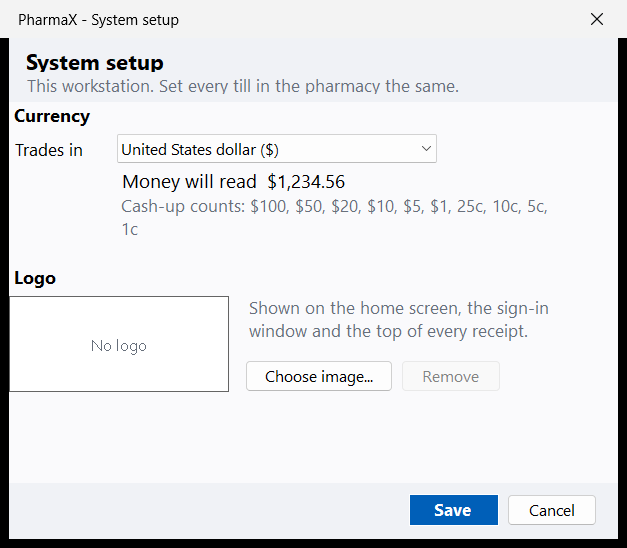 PharmaX - System setup
System setup
This workstation. Set every till in the pharmacy the same.
Currency
Trades in
United States dollar ($)
Money will read $1,234.56
Cash-up counts: $100, $50, $20, $10, $5, $1, 25c, 10c, 5c,
1c
Logo
No logo
Shown on the home screen, the sign-in
window and the top of every receipt.
Choose image...
Remove
Save
Cancel